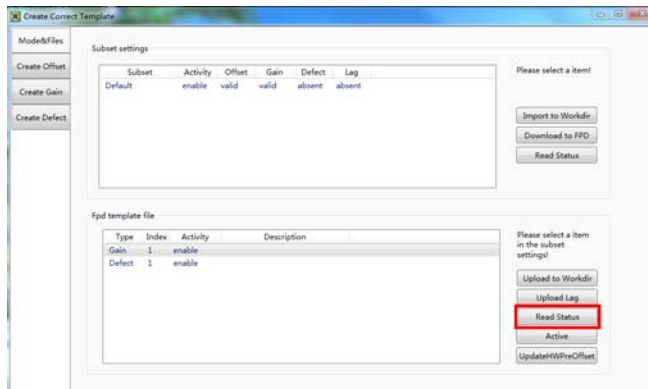 Create Correct Template
Mode&Files
Create Offset
Create Gain
Create Defect
Subset settings
Subset Activity Offset Gain Defect Lag
Default enable valid valid absent absent
Please select a item!
Import to Workdir
Download to FPD
Read Status
Fpd template file
Type Index Activity Description
Gain 1 enable
Defect 1 enable
Please select a item
in the subset
settings!
Upload to Workdir
Upload Lag
Read Status
Active
UpdateHWPreOffset